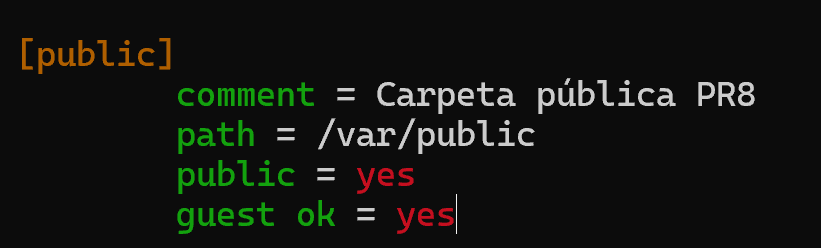 [public]
comment = Carpeta pública PR8
path = /var/public
public = yes
guest ok = yes